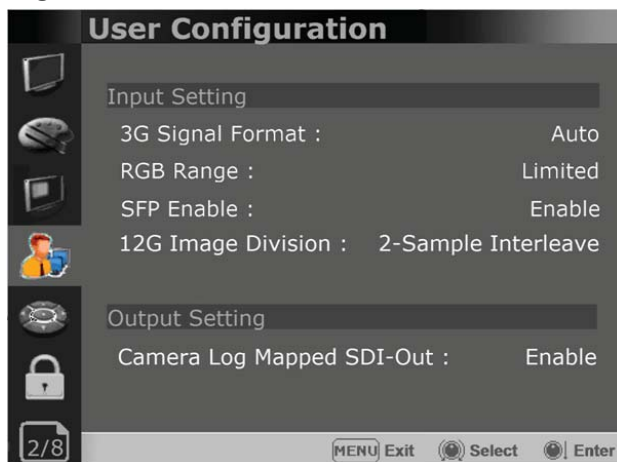 User Configuration
Input Setting
3G Signal Format : Auto
RGB Range : Limited
SFP Enable : Enable
12G Image Division : 2-Sample Interleave
Output Setting
Camera Log Mapped SDI-Out : Enable
2/8 MENU Exit Select Enter